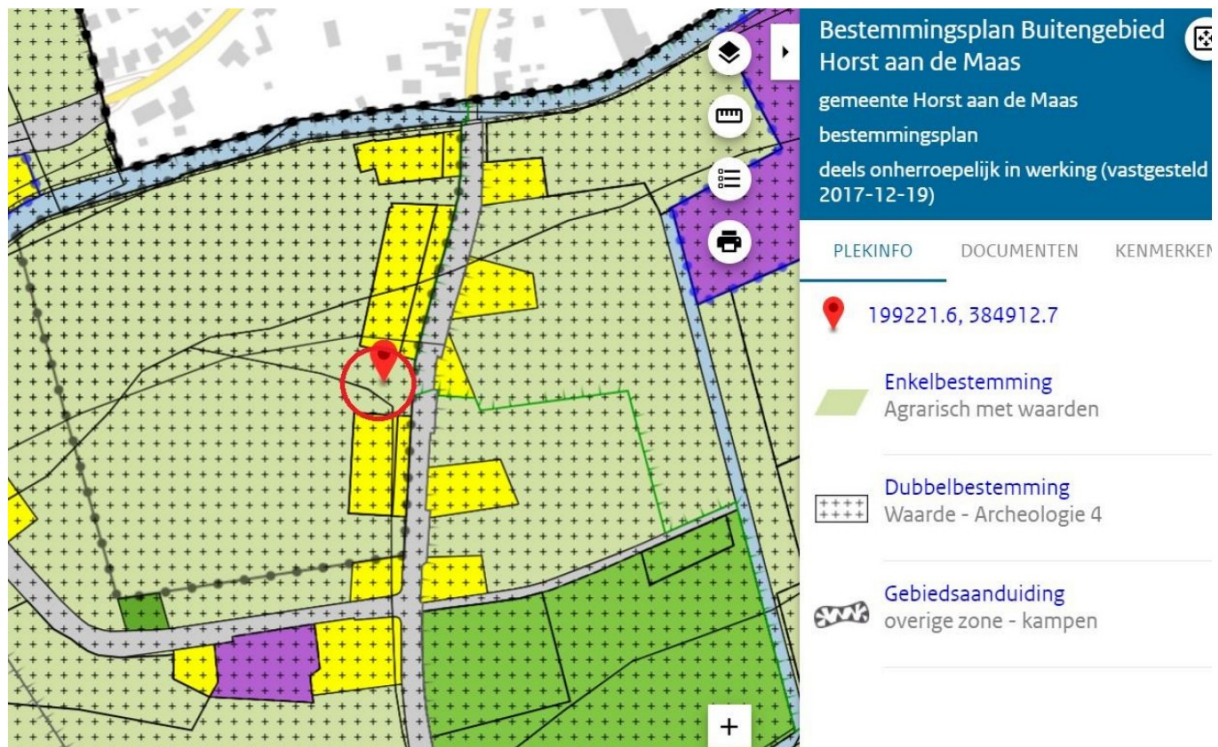 Bestemmingsplan Buitengebied
Horst aan de Maas
gemeente Horst aan de Maas
bestemmingsplan
deels onherroepelijk in werking (vastgesteld
2017-12-19)
PLEKINFO DOCUMENTEN KENMERKEN
199221.6, 384912.7
Enkelbestemming
Agrarisch met waarden
Dubbelbestemming
Waarde - Archeologie 4
Gebiedsaanduiding
overige zone - kampen